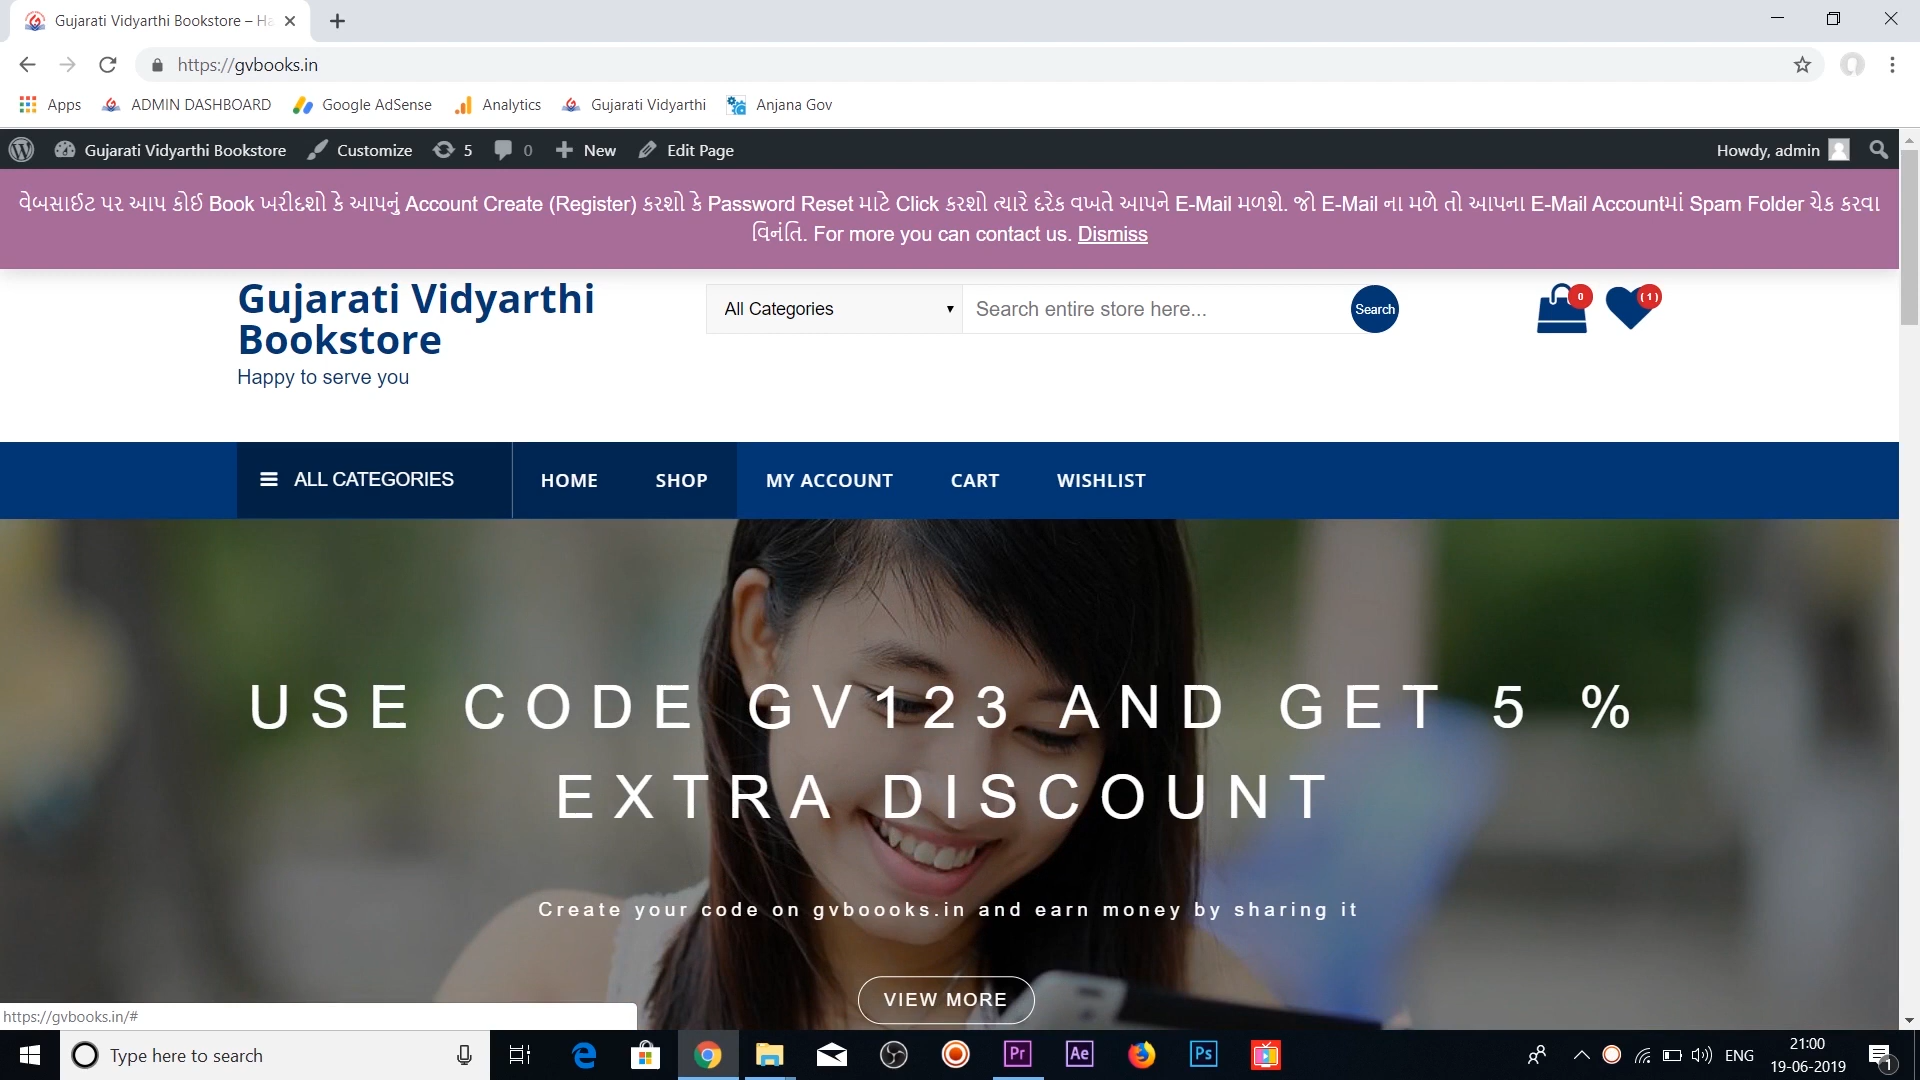 Gujarati Vidyarthi Bookstore – Ha
https://gvbooks.in
Apps ADMIN DASHBOARD Google AdSense Analytics Gujarati Vidyarthi Anjana Gov
Gujarati Vidyarthi Bookstore Customize 5 0 New Edit Page Howdy, admin
વેબસાઈટ પર આપ કોઈ Book ખરીદશો કે આપનું Account Create (Register) કરશો કે Password Reset માટે Click કરશો ત્યારે દરેક વખતે આપને E-Mail મળશે. જો E-Mail ના મળે તો આપના E-Mail Accountમાં Spam Folder ચેક કરવા
વિનંતિ. For more you can contact us. Dismiss
Gujarati Vidyarthi
Bookstore
Happy to serve you
All Categories Search entire store here... Search 0 ( 1 )
ALL CATEGORIES HOME SHOP MY ACCOUNT CART WISHLIST
USE CODE GV123 AND GET 5 %
EXTRA DISCOUNT
Create your code on gvboooks.in and earn money by sharing it
VIEW MORE
https://gvbooks.in/#
Type here to search Pr Ae Ps ENG 21:00
19-06-2019 1